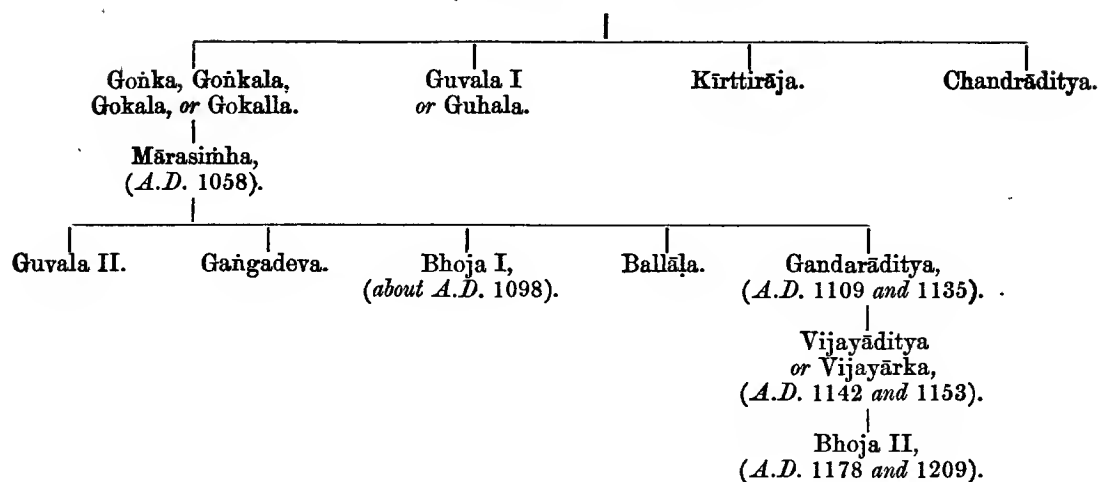 Goṅka, Goṅkala,
Gokala, or Gokalla.
Guvala I
or Guhala.
Kīrttirāja.
Chandrāditya.
Mārasiṁha,
(A.D. 1058).
Guvala II.
Gaṅgadeva.
Bhoja I,
(about A.D. 1098).
Ballāḷa.
Gandarāditya,
(A.D. 1109 and 1135).
Vijayāditya
or Vijayārka,
(A.D. 1142 and 1153).
Bhoja II,
(A.D. 1178 and 1209).